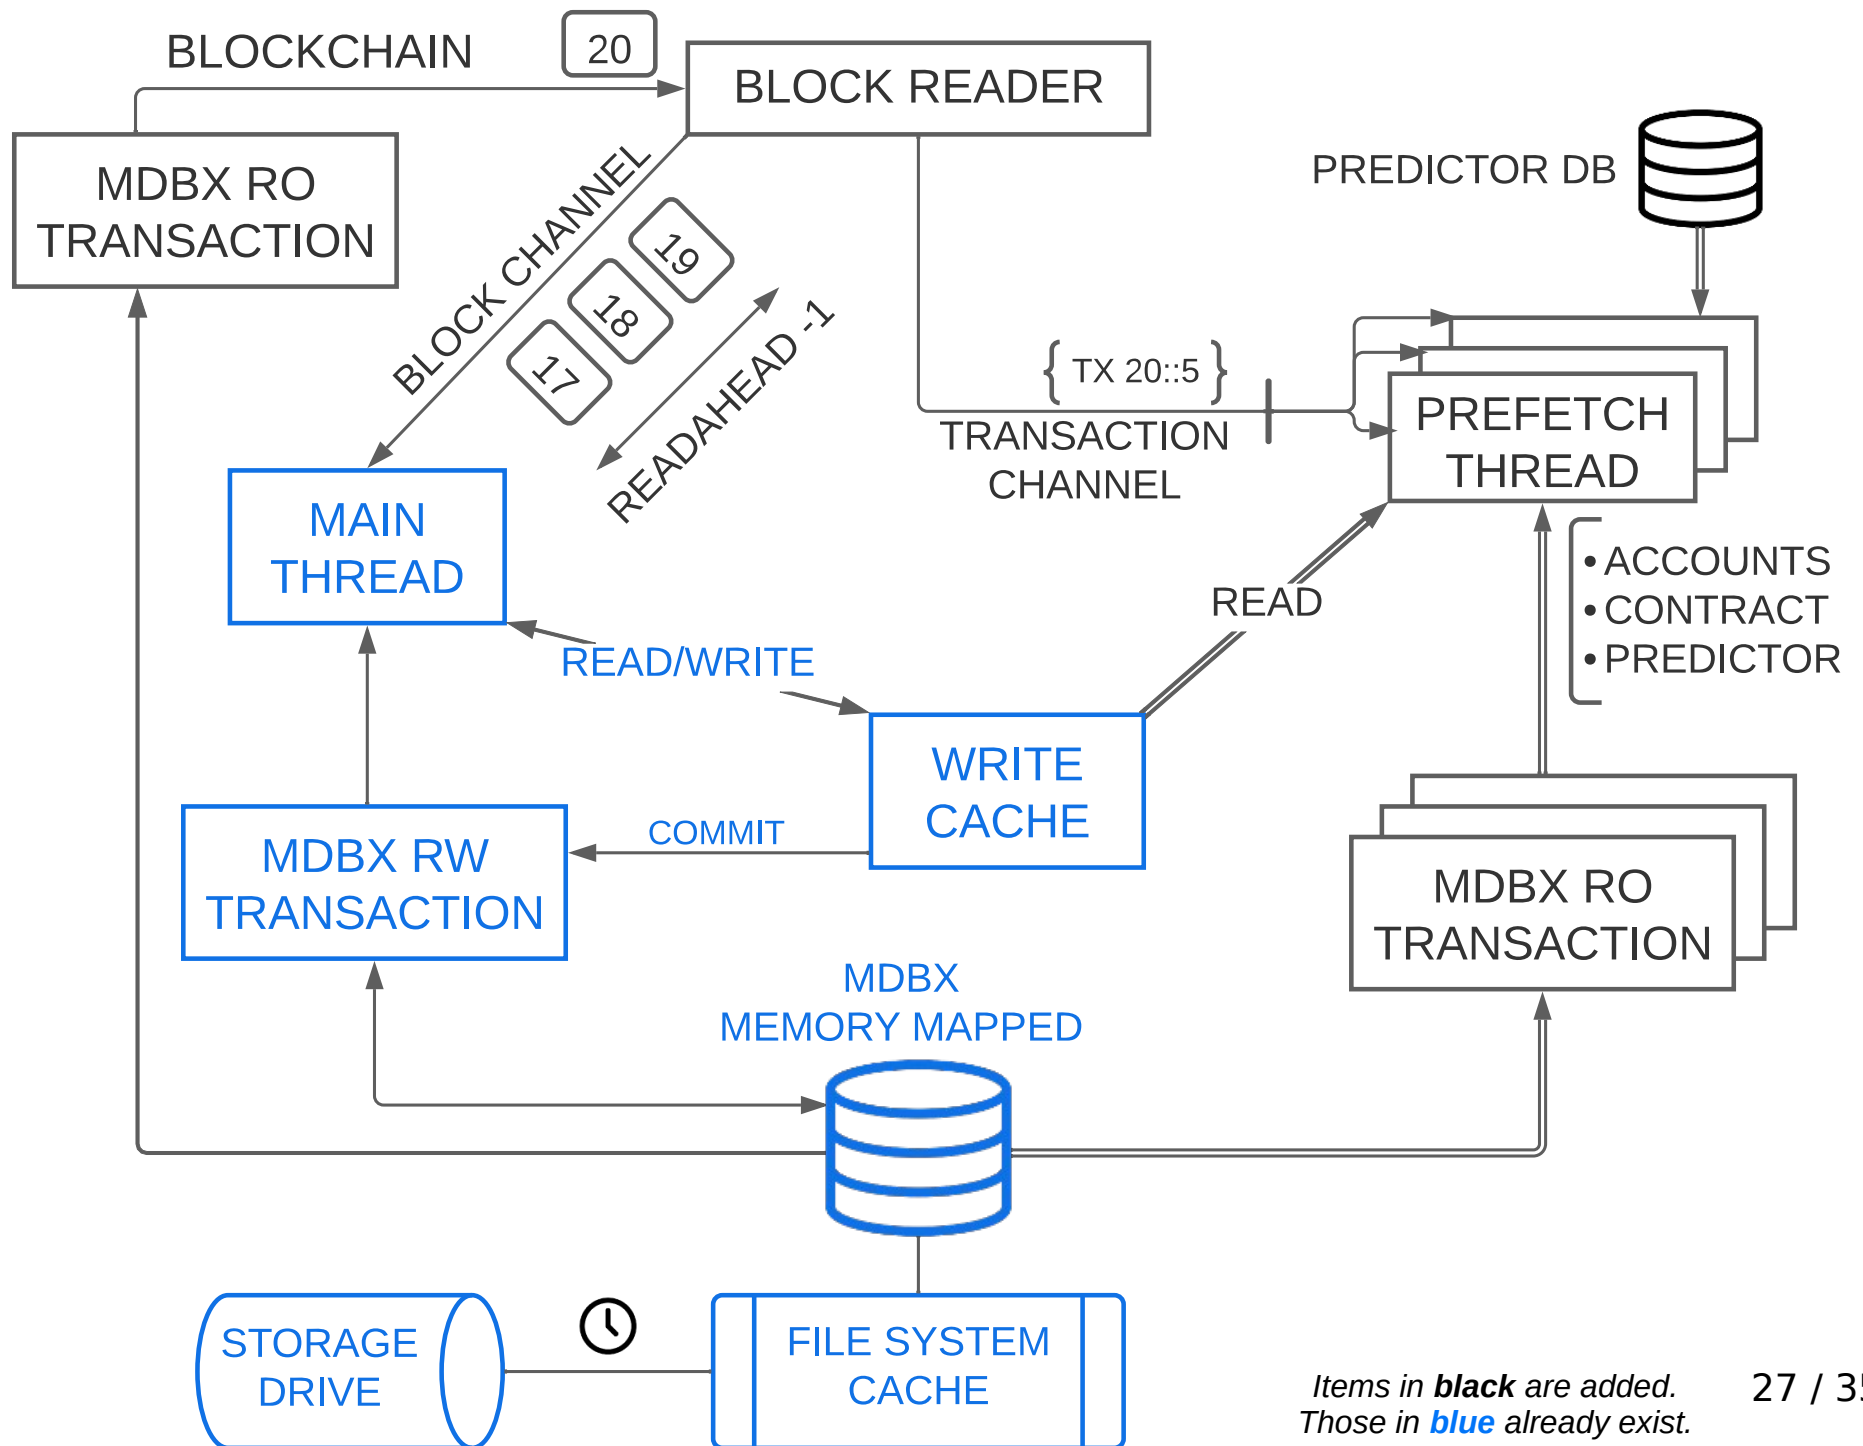 BLOCKCHAIN
20
BLOCK READER
MDBX RO
TRANSACTION
BLOCK CHANNEL
19
18
17
READAHEAD -1
PREDICTOR DB
{ TX 20::5 }
TRANSACTION
CHANNEL
PREFETCH
THREAD
MAIN
THREAD
READ/WRITE
READ
• ACCOUNTS
• CONTRACT
• PREDICTOR
WRITE
CACHE
COMMIT
MDBX RW
TRANSACTION
MDBX RO
TRANSACTION
MDBX
MEMORY MAPPED
STORAGE
DRIVE
FILE SYSTEM
CACHE
Items in black are added.
Those in blue already exist.
27 / 35